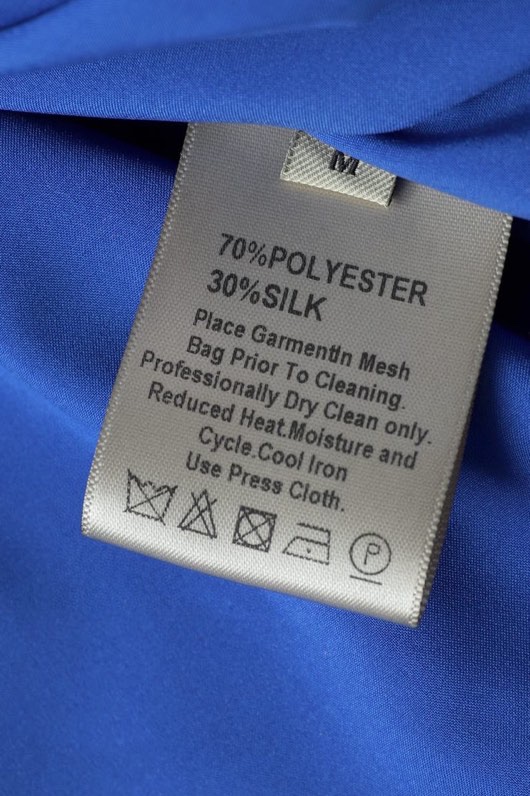 M
70%POLYESTER
30%SILK
Place GarmentIn Mesh
Bag Prior To Cleaning.
Professionally Dry Clean only.
Reduced Heat.Moisture and
Cycle.Cool Iron
Use Press Cloth.
P